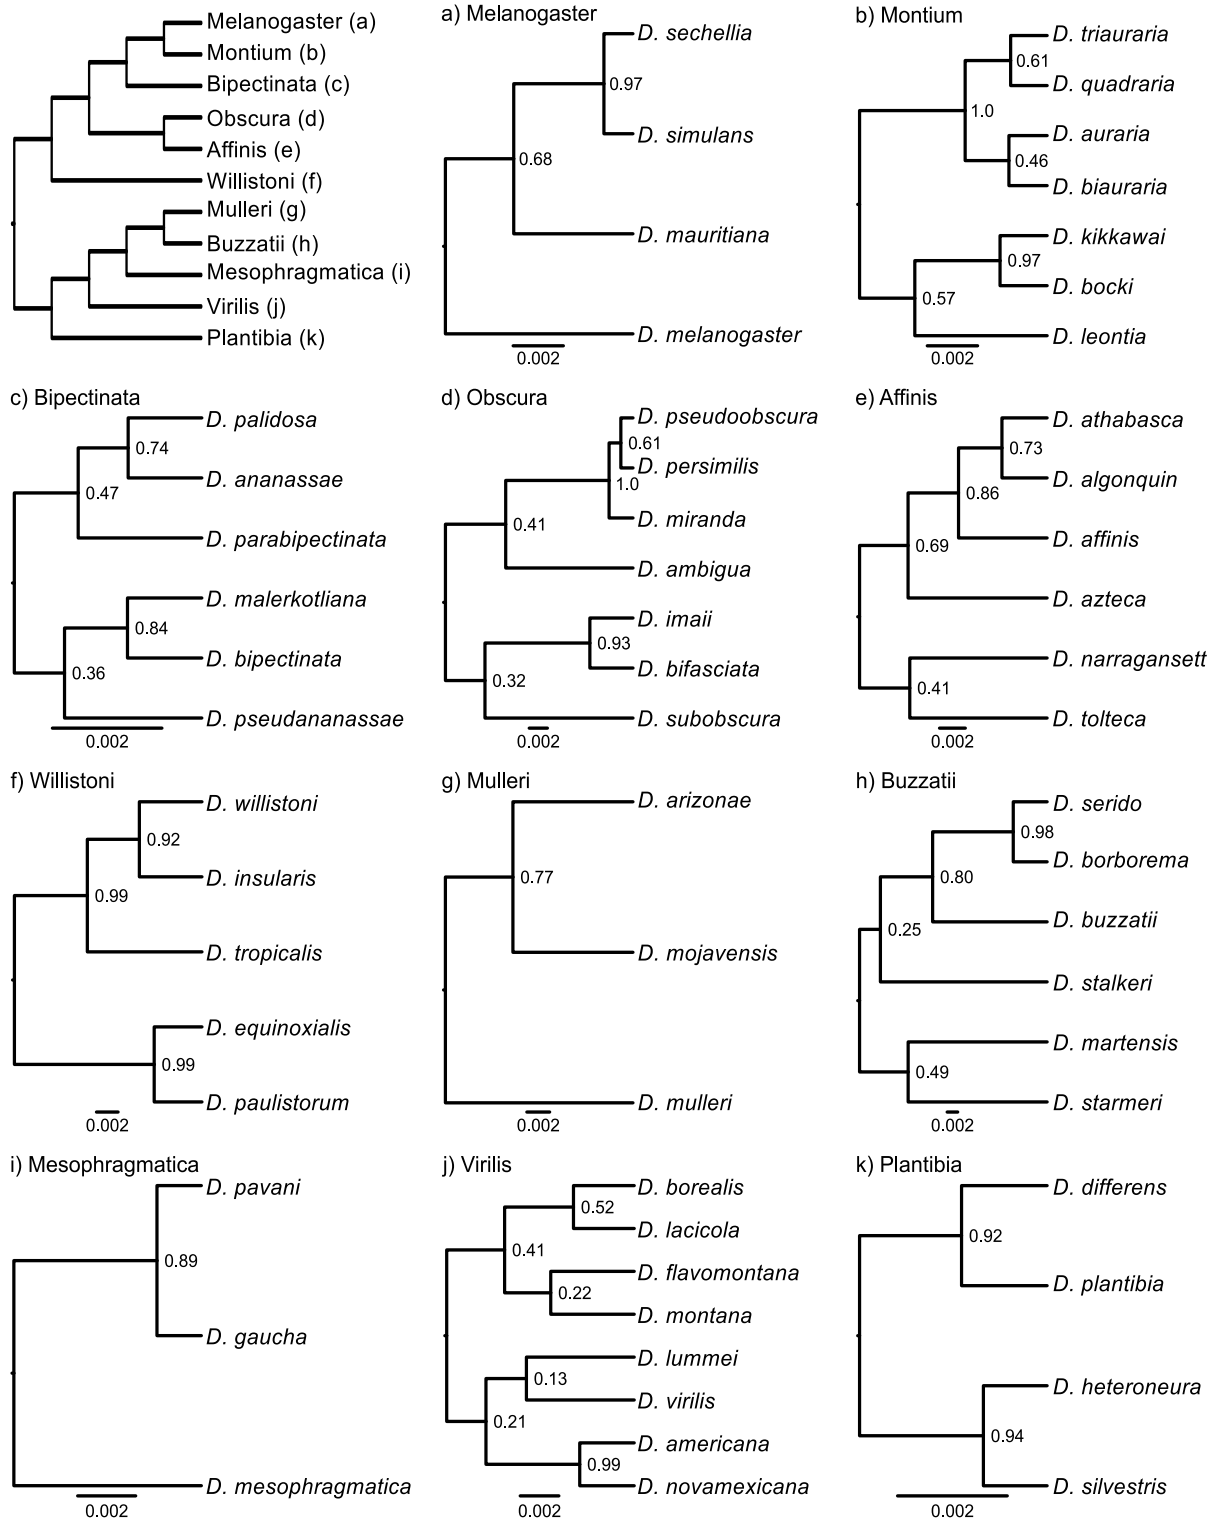 Melanogaster (a)
Montium (b)
Bipectinata (c)
Obscura (d)
Affinis (e)
Willistoni (f)
Mulleri (g)
Buzzatii (h)
Mesophragmatica (i)
Virilis (j)
Plantibia (k)
a) Melanogaster
D. sechellia
0.97
D. simulans
0.68
D. mauritiana
D. melanogaster
0.002
b) Montium
D. triauraria
0.61
D. quadraria
1.0
D. auraria
0.46
D. biauraria
D. kikkawai
0.97
D. bocki
0.57
D. leontia
0.002
c) Bipectinata
D. palidosa
0.74
D. ananassae
0.47
D. parabipectinata
D. malerkotliana
0.84
D. bipectinata
0.36
D. pseudananassae
0.002
d) Obscura
D. pseudoobscura
0.61
D. persimilis
1.0
D. miranda
0.41
D. ambigua
D. imaii
0.93
D. bifasciata
0.32
D. subobscura
0.002
e) Affinis
D. athabasca
0.73
D. algonquin
0.86
D. affinis
0.69
D. azteca
D. narragansett
0.41
D. tolteca
0.002
f) Willistoni
D. willistoni
0.92
D. insularis
0.99
D. tropicalis
D. equinoxialis
0.99
D. paulistorum
0.002
g) Mulleri
D. arizonae
0.77
D. mojavensis
D. mulleri
0.002
h) Buzzatii
D. serido
0.98
D. borborema
0.80
D. buzzatii
0.25
D. stalkeri
D. martensis
0.49
D. starmeri
0.002
i) Mesophragmatica
D. pavani
0.89
D. gaucha
D. mesophragmatica
0.002
j) Virilis
D. borealis
0.52
D. lacicola
0.41
D. flavomontana
0.22
D. montana
D. lummei
0.13
D. virilis
0.21
D. americana
0.99
D. novamexicana
0.002
k) Plantibia
D. differens
0.92
D. plantibia
D. heteroneura
0.94
D. silvestris
0.002